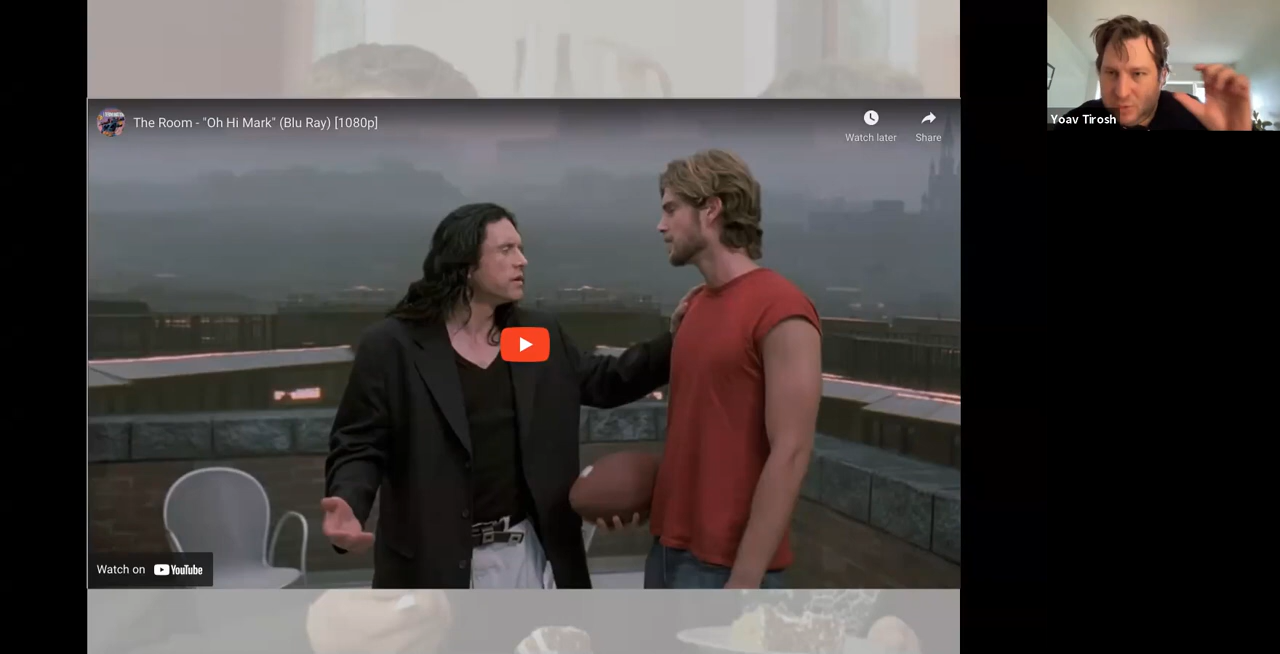 The Room - "Oh Hi Mark" (Blu Ray) [1080p]
Watch later
Share
Yoav Tirosh
Watch on YouTube